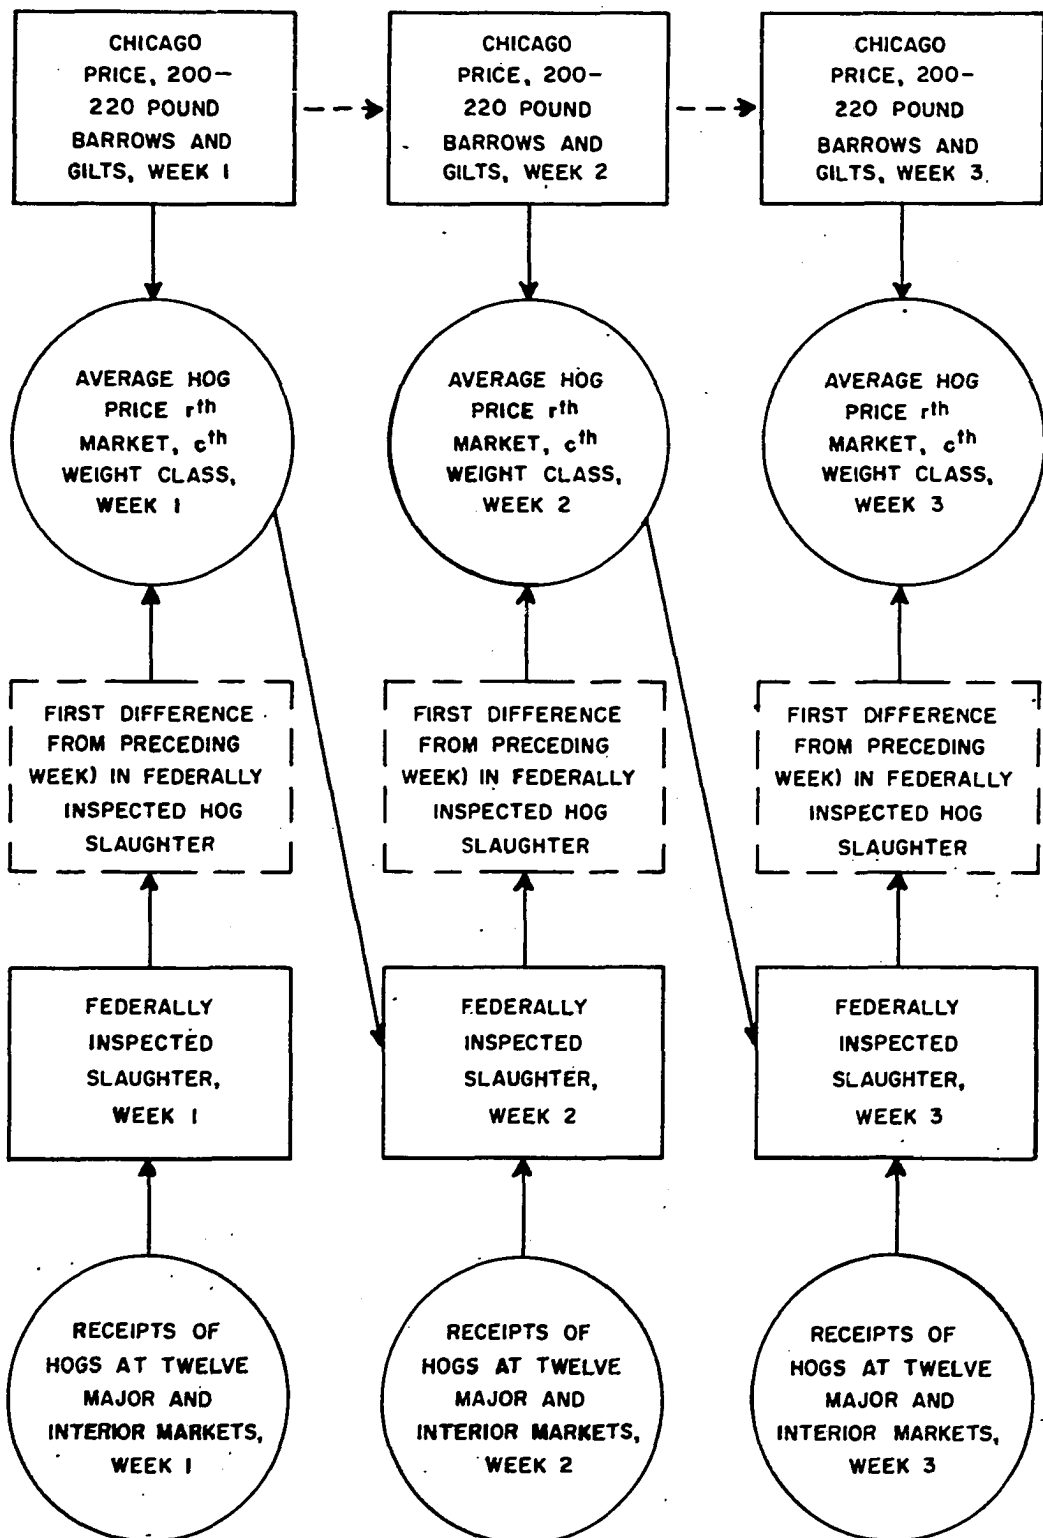 CHICAGO
PRICE, 200-
220 POUND
BARROWS AND
GILTS, WEEK 1
CHICAGO
PRICE, 200-
220 POUND
BARROWS AND
GILTS, WEEK 2
CHICAGO
PRICE, 200-
220 POUND
BARROWS AND
GILTS, WEEK 3
AVERAGE HOG
PRICE rth
MARKET, cth
WEIGHT CLASS,
WEEK 1
AVERAGE HOG
PRICE rth
MARKET, cth
WEIGHT CLASS,
WEEK 2
AVERAGE HOG
PRICE rth
MARKET, cth
WEIGHT CLASS,
WEEK 3
FIRST DIFFERENCE
FROM PRECEDING
WEEK) IN FEDERALLY
INSPECTED HOG
SLAUGHTER
FIRST DIFFERENCE
FROM PRECEDING
WEEK) IN FEDERALLY
INSPECTED HOG
SLAUGHTER
FIRST DIFFERENCE
FROM PRECEDING
WEEK) IN FEDERALLY
INSPECTED HOG
SLAUGHTER
FEDERALLY
INSPECTED
SLAUGHTER,
WEEK 1
FEDERALLY
INSPECTED
SLAUGHTER,
WEEK 2
FEDERALLY
INSPECTED
SLAUGHTER,
WEEK 3
RECEIPTS OF
HOGS AT TWELVE
MAJOR AND
INTERIOR MARKETS,
WEEK 1
RECEIPTS OF
HOGS AT TWELVE
MAJOR AND
INTERIOR MARKETS,
WEEK 2
RECEIPTS OF
HOGS AT TWELVE
MAJOR AND
INTERIOR MARKETS,
WEEK 3